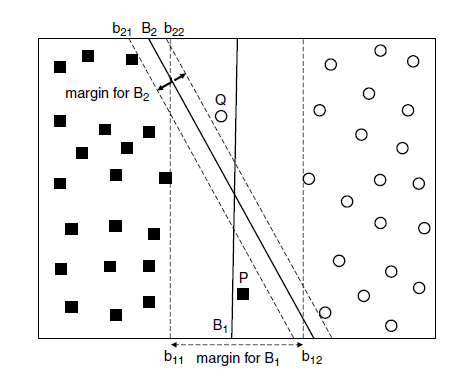 b21 B2 b22
margin for B2
Q
P
B1
b11 margin for B1 b12